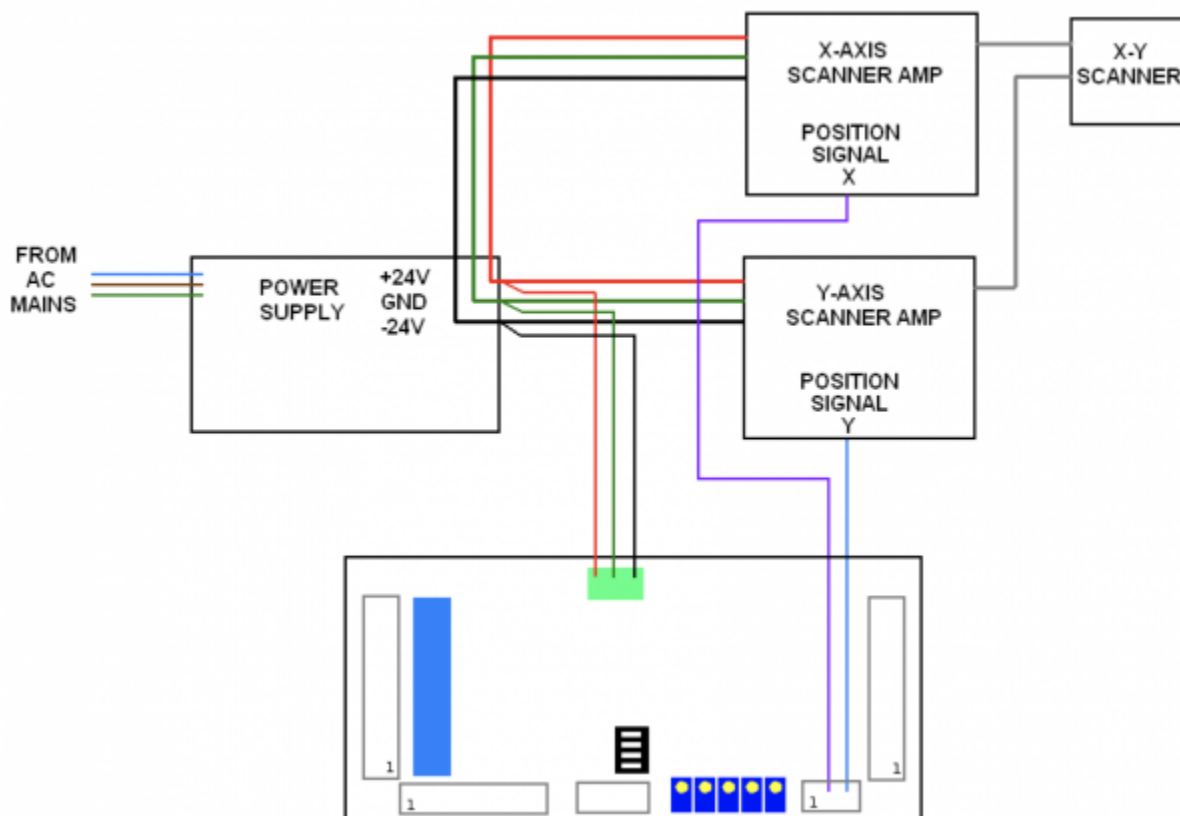 X-AXIS
SCANNER AMP
POSITION
SIGNAL
X
X-Y
SCANNER
FROM
AC
MAINS
POWER
SUPPLY
+24V
GND
-24V
Y-AXIS
SCANNER AMP
POSITION
SIGNAL
Y
1
1
1
1